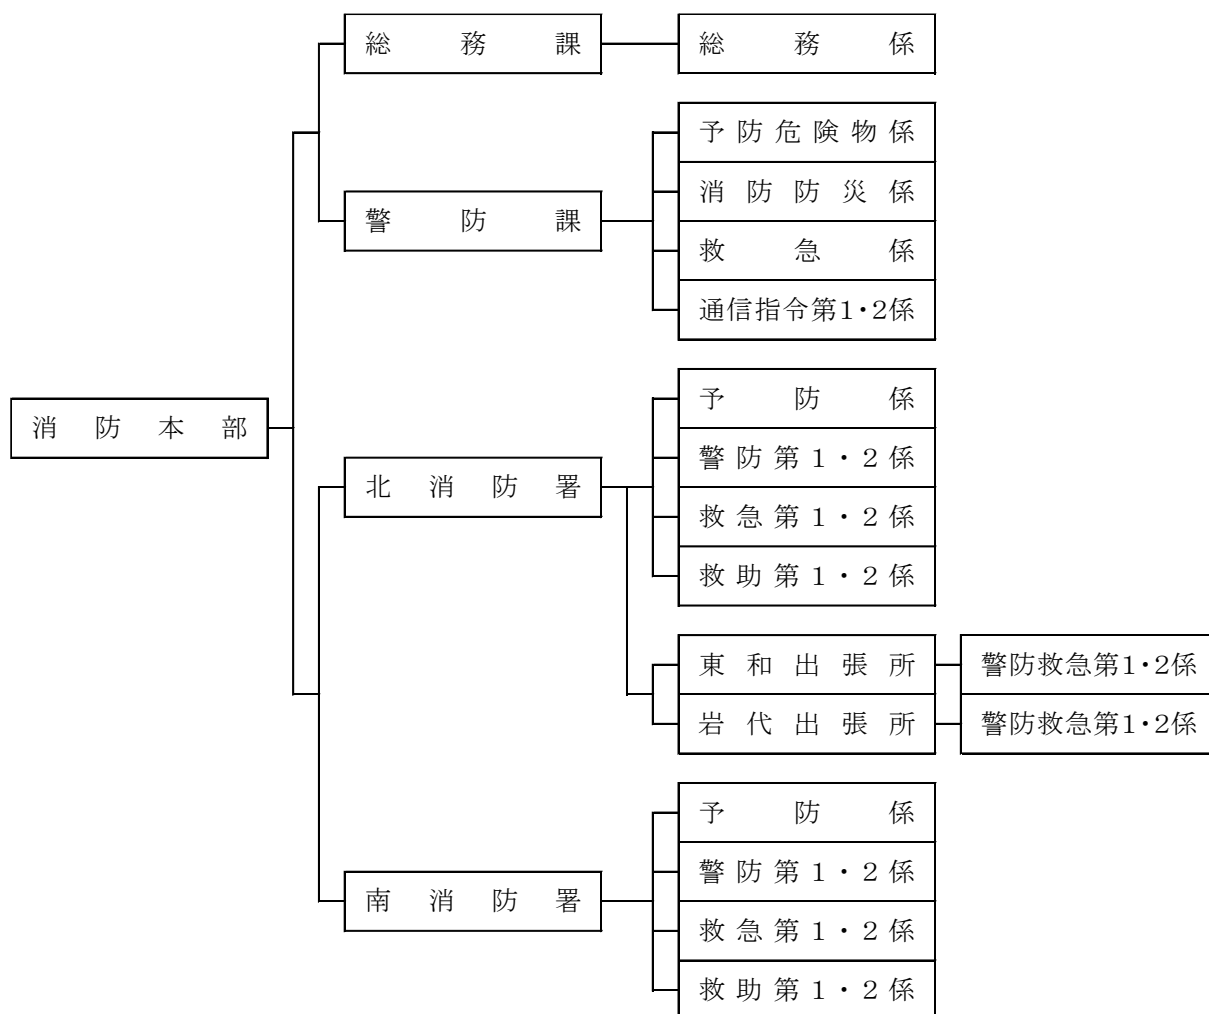 総務課
総務係
予防危険物係
消防防災係
警防課
救急係
通信指令第1・2係
消防本部
予防係
警防第1・2係
北消防署
救急第1・2係
救助第1・2係
東和出張所
警防救急第1・2係
岩代出張所
警防救急第1・2係
予防係
警防第1・2係
南消防署
救急第1・2係
救助第1・2係